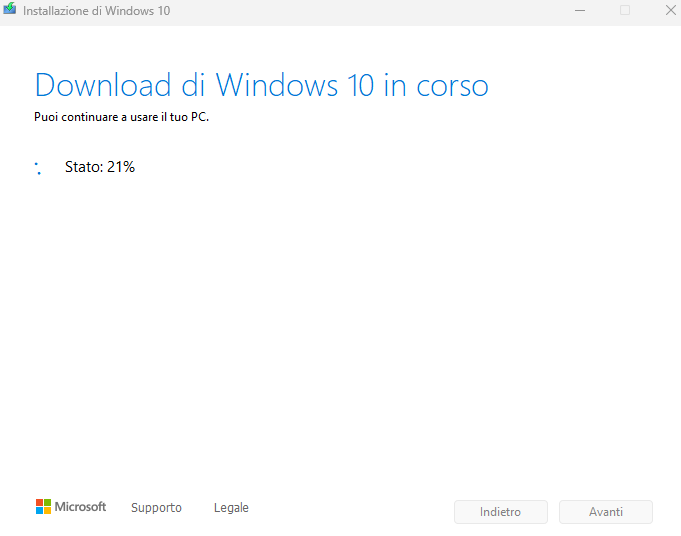 Installazione di Windows 10
Download di Windows 10 in corso
Puoi continuare a usare il tuo PC.
Stato: 21%
Microsoft Supporto Legale Indietro Avanti